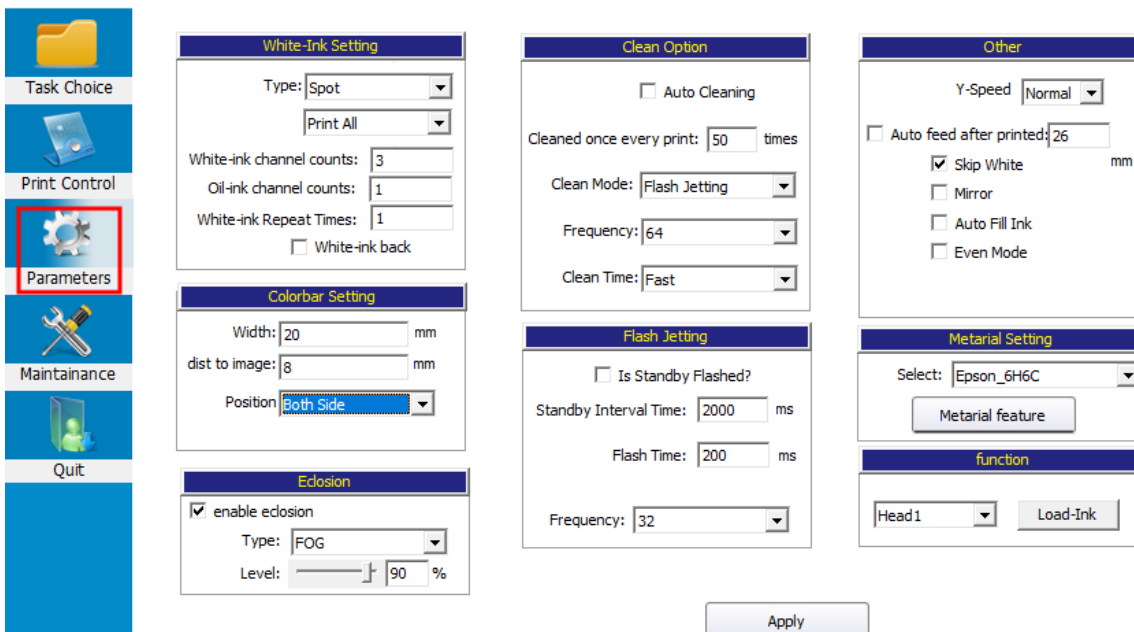 Task Choice
Print Control
Parameters
Maintainance
Quit
White-Ink Setting
Type: Spot
Print All
White-ink channel counts: 3
Oil-ink channel counts: 1
White-ink Repeat Times: 1
White-ink back
Colorbar Setting
Width: 20 mm
dist to image: 8 mm
Position Both Side
Eclosion
enable eclosion
Type: FOG
Level: 90 %
Clean Option
Auto Cleaning
Cleaned once every print: 50 times
Clean Mode: Flash Jetting
Frequency: 64
Clean Time: Fast
Flash Jetting
Is Standby Flashed?
Standby Interval Time: 2000 ms
Flash Time: 200 ms
Frequency: 32
Other
Y-Speed Normal
Auto feed after printed: 26 mm
Skip White
Mirror
Auto Fill Ink
Even Mode
Metarial Setting
Select: Epson_6H6C
Metarial feature
function
Head1 Load-Ink
Apply